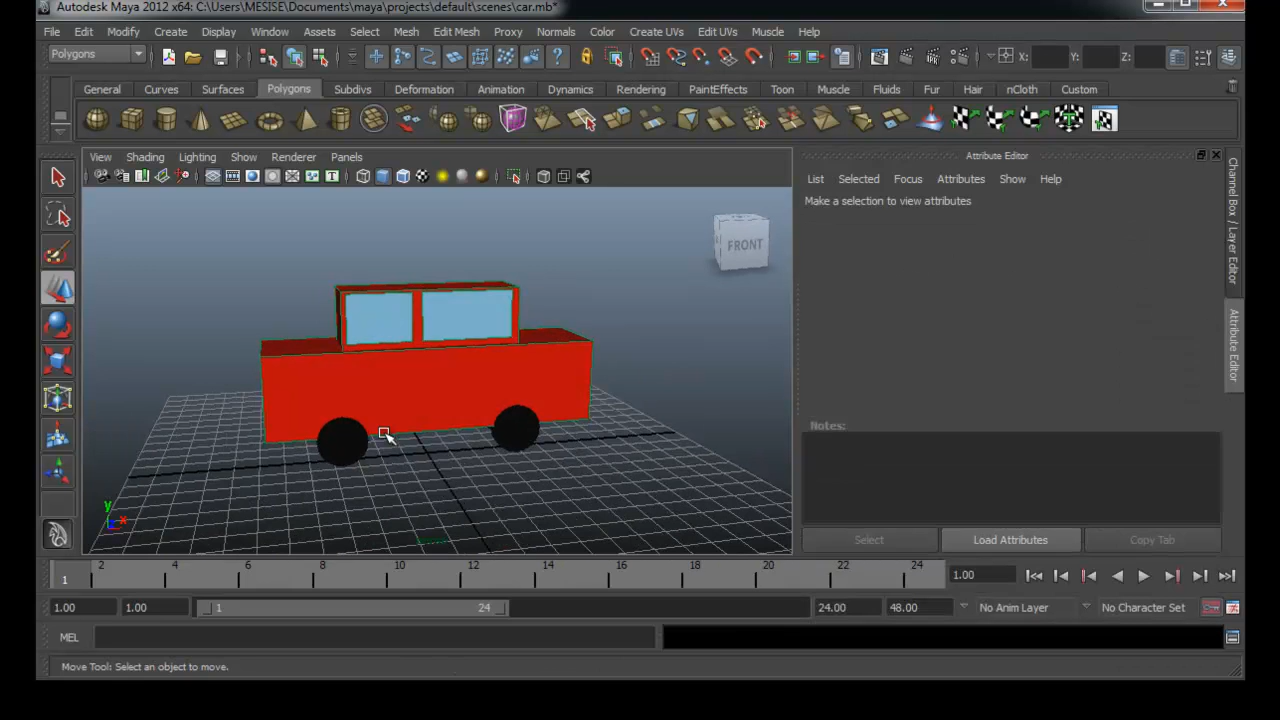 Autodesk Maya 2012 x64: C:\Users\MESISE\Documents\maya\projects\default\scenes\car.mb*
File Edit Modify Create Display Window Assets Select Mesh Edit Mesh Proxy Normals Color Create UVs Edit UVs Muscle Help
Polygons X: Y: Z:
General Curves Surfaces Polygons Subdivs Deformation Animation Dynamics Rendering PaintEffects Toon Muscle Fluids Fur Hair nCloth Custom
View Shading Lighting Show Renderer Panels
Attribute Editor
List Selected Focus Attributes Show Help
Make a selection to view attributes
Channel Box / Layer Editor
Attribute Editor
FRONT
Notes:
y
x
Select Load Attributes Copy Tab
1 2 4 6 8 10 12 14 16 18 20 22 24 1.00
1.00 1.00 1 24 24.00 48.00 No Anim Layer No Character Set
MEL
Move Tool: Select an object to move.